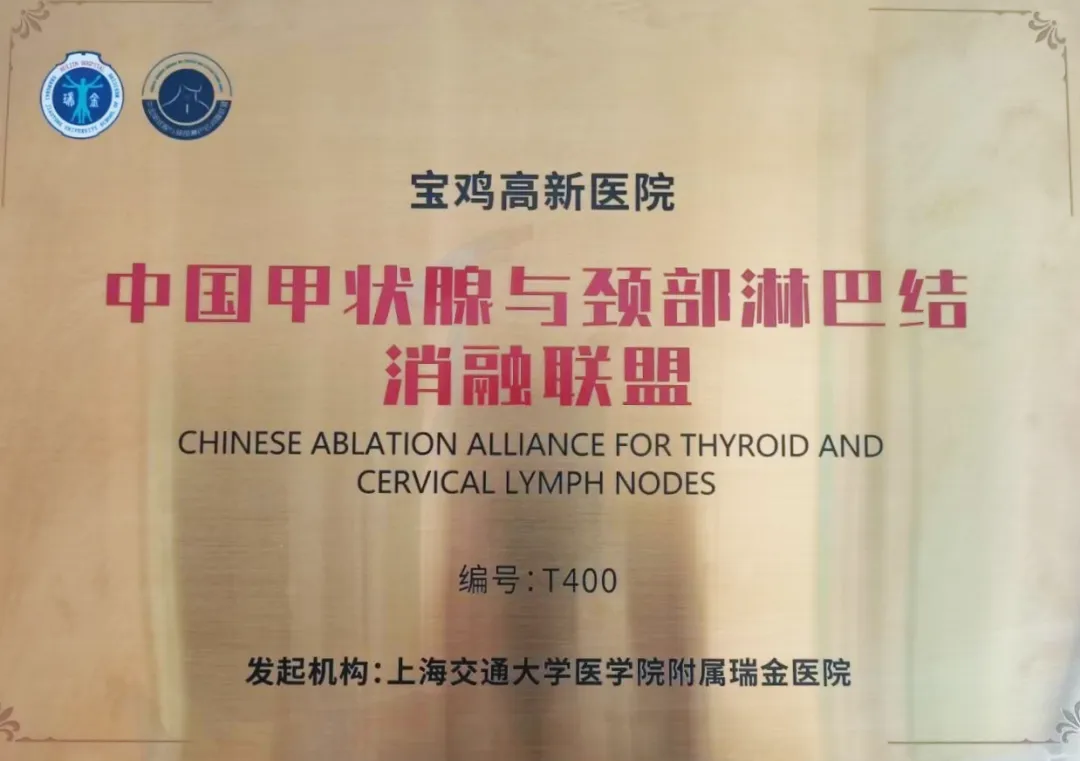 瑞 金
宝鸡高新医院
中国甲状腺与颈部淋巴结
消融联盟
CHINESE ABLATION ALLIANCE FOR THYROID AND
CERVICAL LYMPH NODES
编号:T400
发起机构:上海交通大学医学院附属瑞金医院